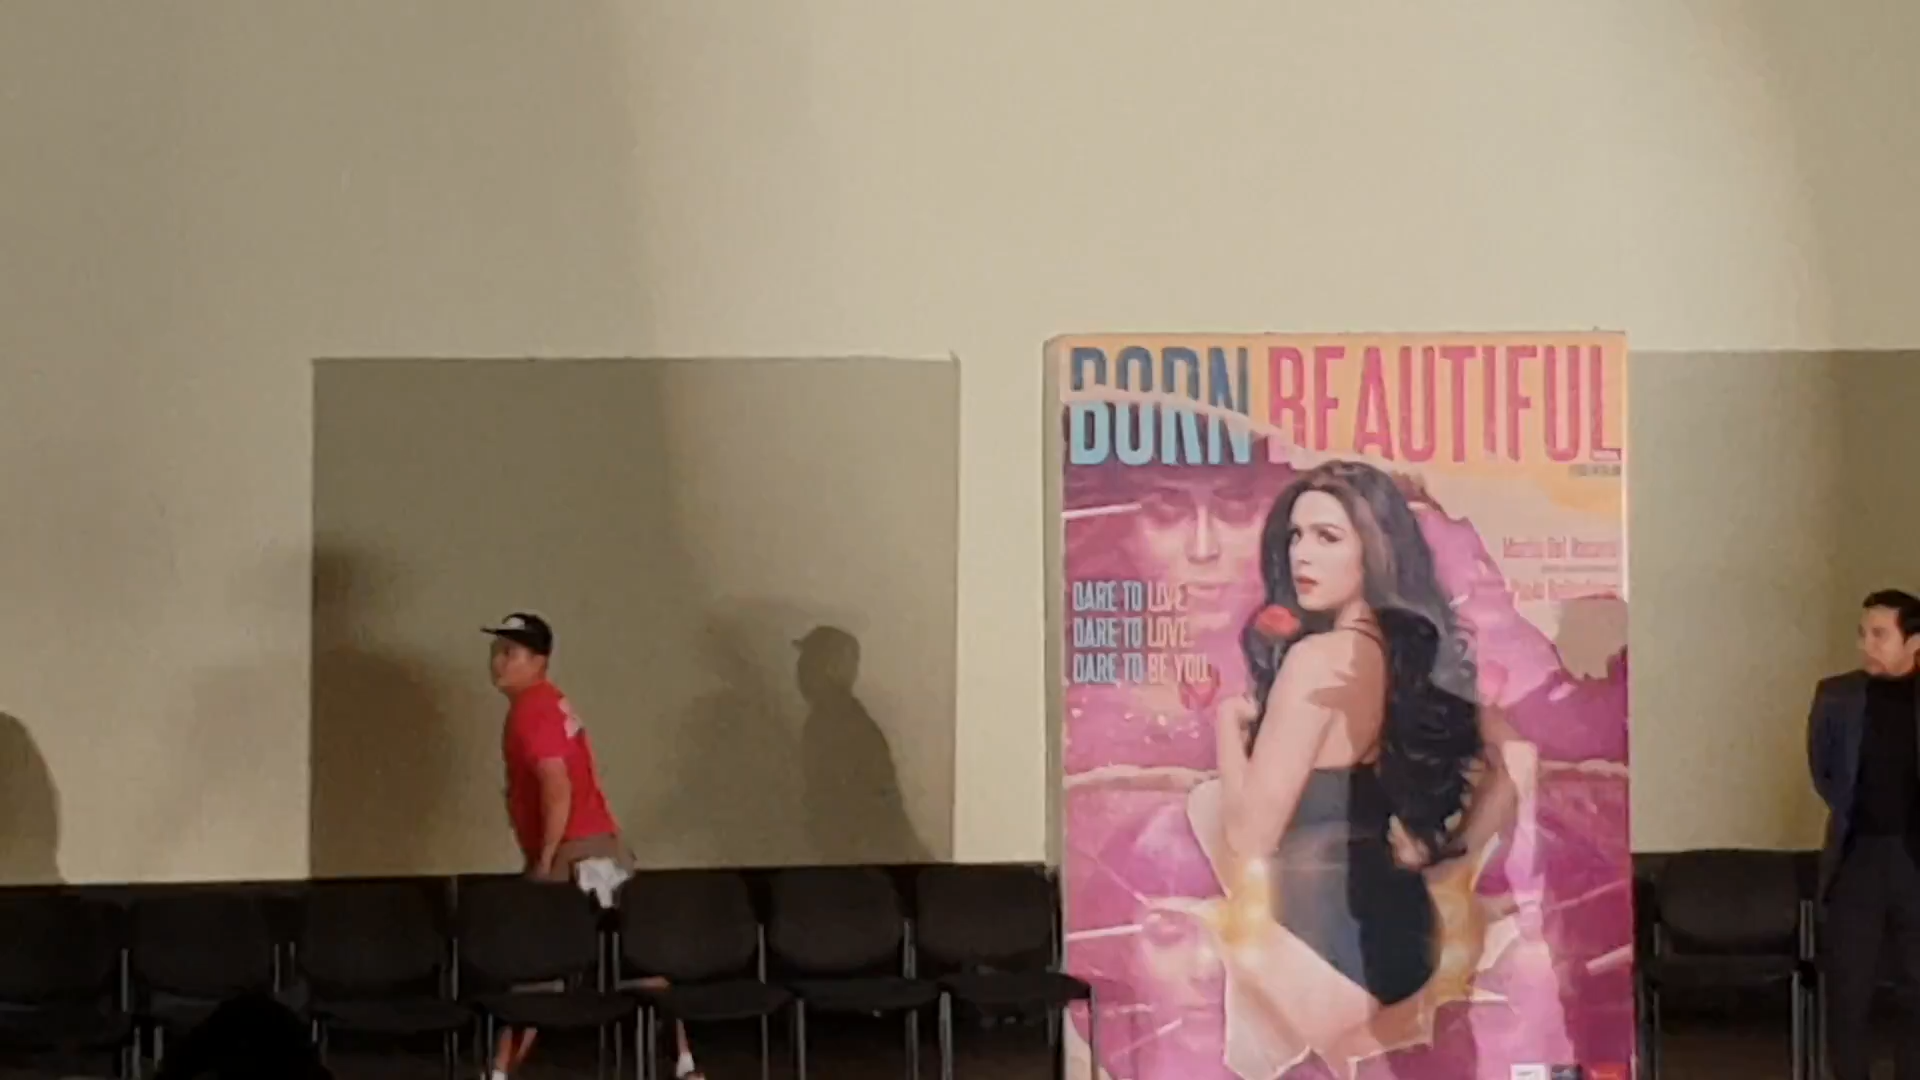 BORN BEAUTIFUL
DARE TO LIVE.
DARE TO LOVE.
DARE TO BE YOU.